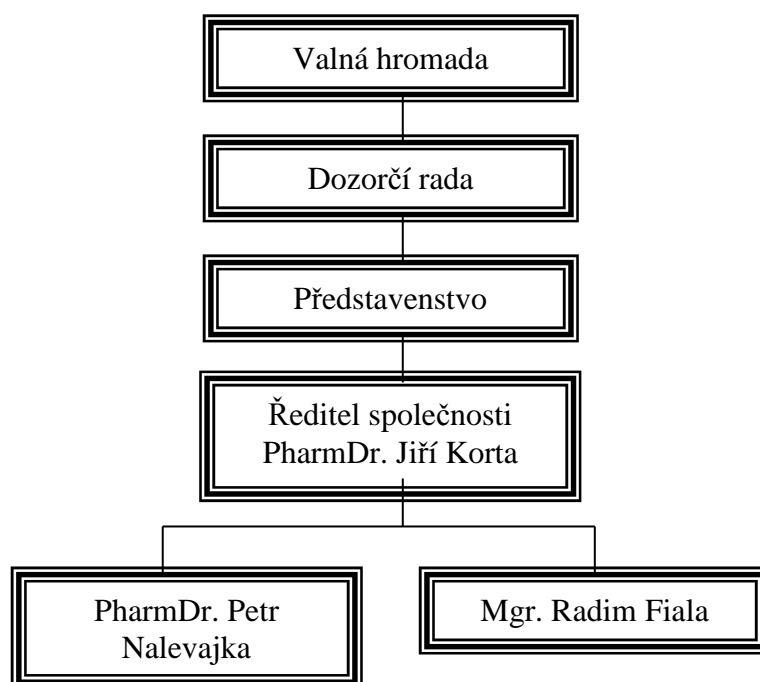 Valná hromada
Dozorčí rada
Představenstvo
Ředitel společnosti
PharmDr. Jiří Korta
PharmDr. Petr
Nalevajka
Mgr. Radim Fiala